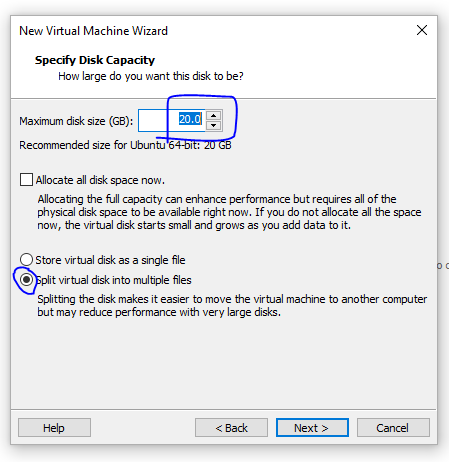 New Virtual Machine Wizard
Specify Disk Capacity
How large do you want this disk to be?
Maximum disk size (GB): 20.0
Recommended size for Ubuntu 64-bit: 20 GB
Allocate all disk space now.
Allocating the full capacity can enhance performance but requires all of the
physical disk space to be available right now. If you do not allocate all the space
now, the virtual disk starts small and grows as you add data to it.
Store virtual disk as a single file
Split virtual disk into multiple files
Splitting the disk makes it easier to move the virtual machine to another computer
but may reduce performance with very large disks.
Help < Back Next > Cancel